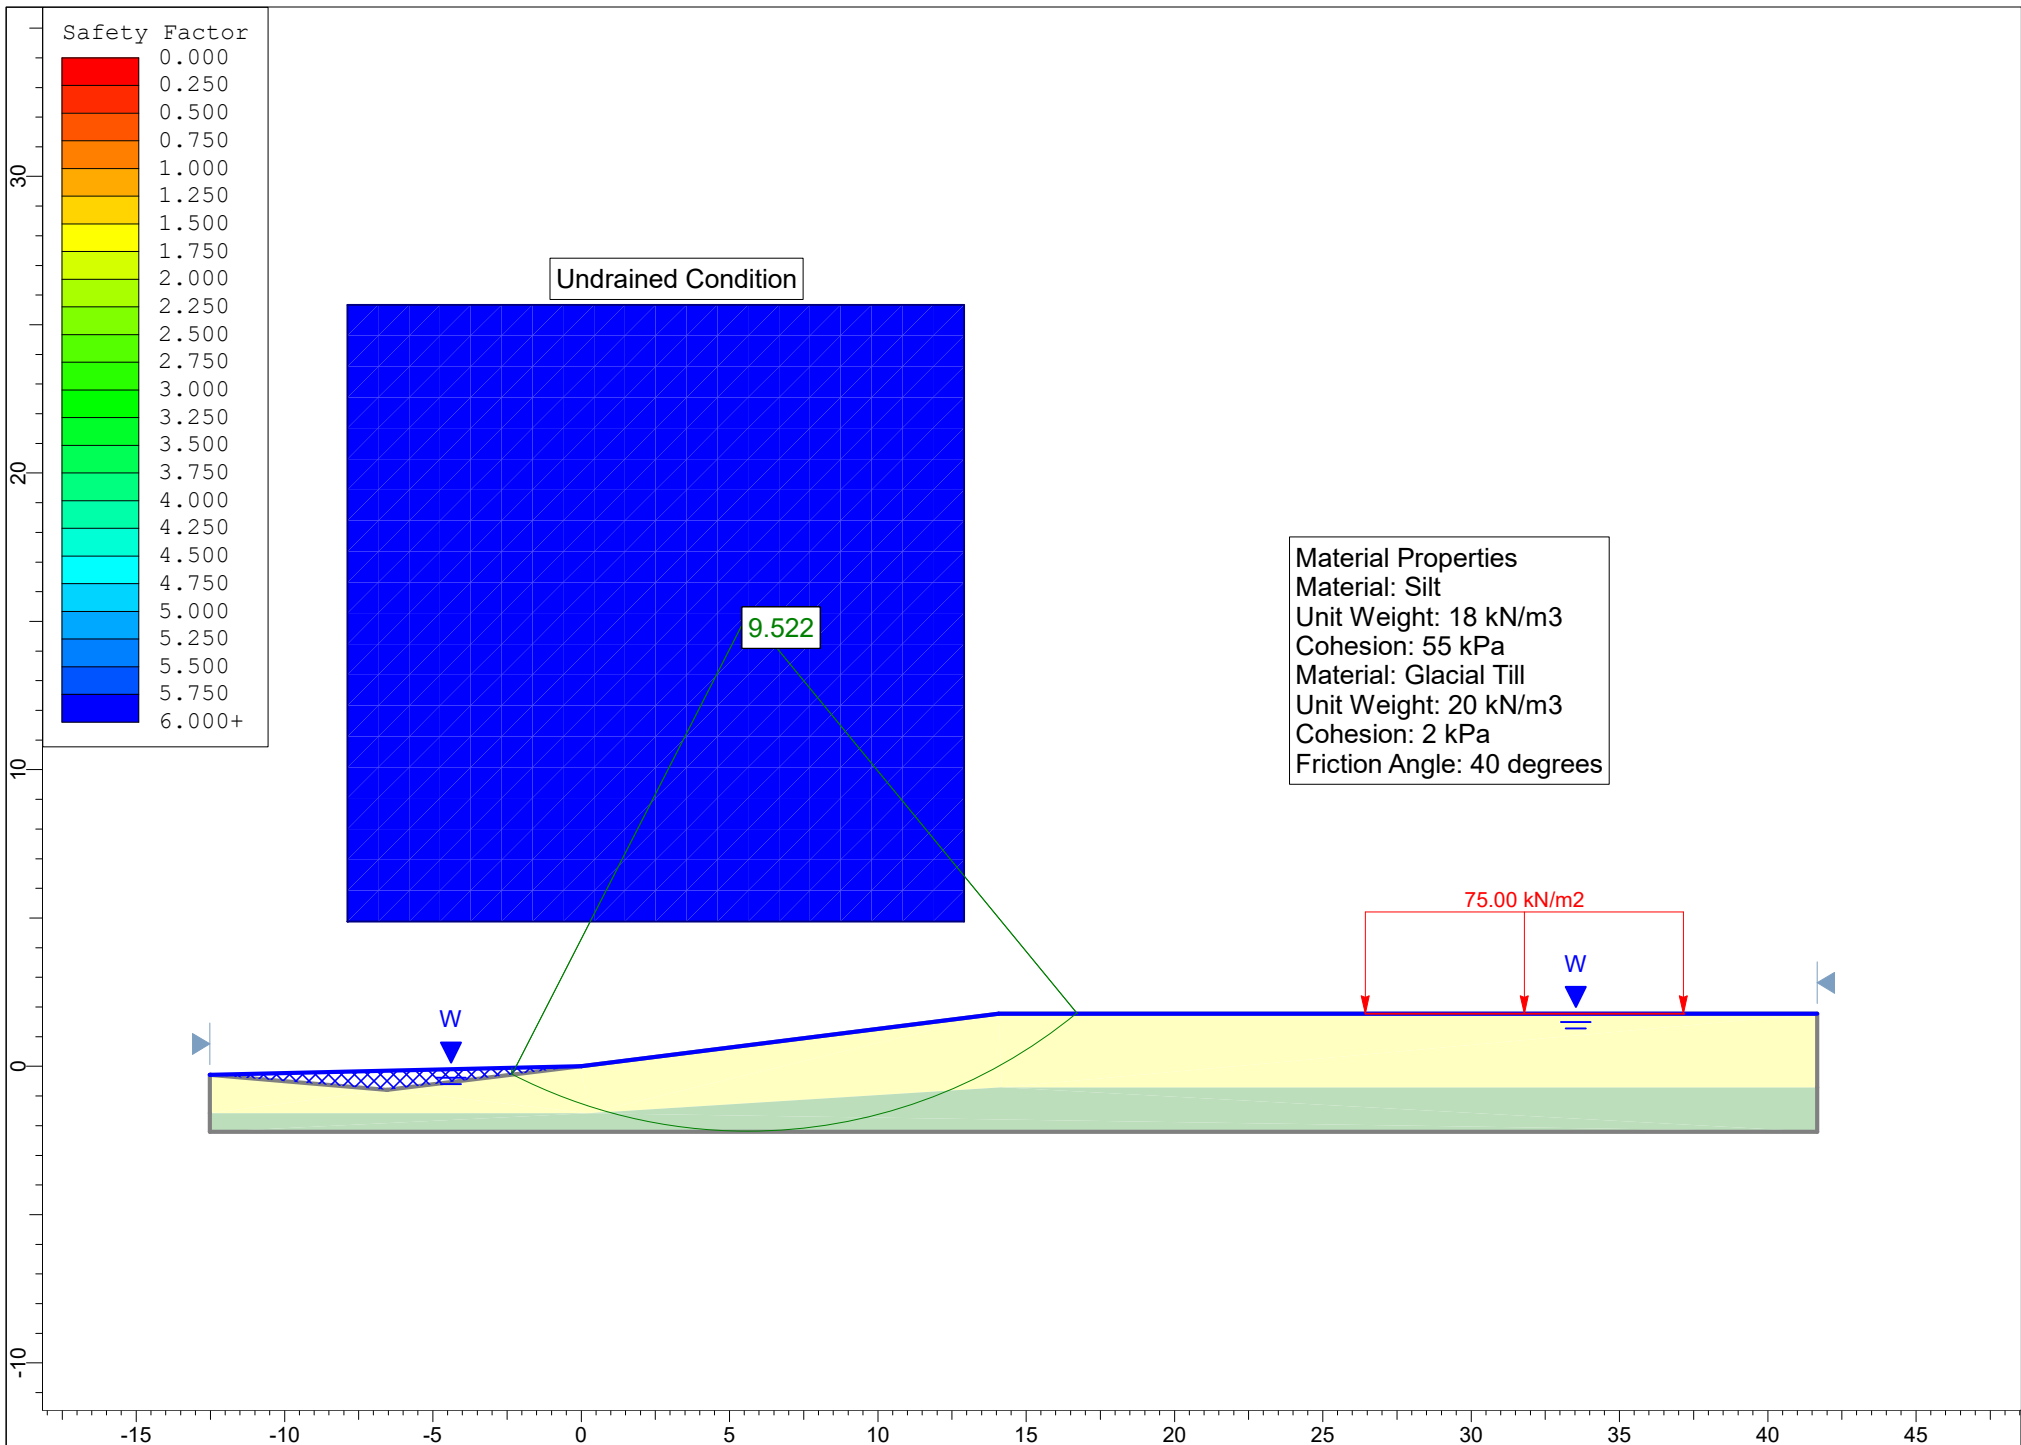 Safety Factor
0.000
0.250
0.500
0.750
1.000
1.250
1.500
1.750
2.000
2.250
2.500
2.750
3.000
3.250
3.500
3.750
4.000
4.250
4.500
4.750
5.000
5.250
5.500
5.750
6.000+
Undrained Condition
9.522
Material Properties
Material: Silt
Unit Weight: 18 kN/m3
Cohesion: 55 kPa
Material: Glacial Till
Unit Weight: 20 kN/m3
Cohesion: 2 kPa
Friction Angle: 40 degrees
75.00 kN/m2
W
W
30
20
10
0
-10
-15 -10 -5 0 5 10 15 20 25 30 35 40 45